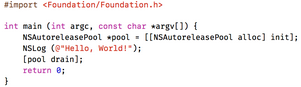 #import <Foundation/Foundation.h>
int main (int argc, const char *argv[]) {
NSAutoreleasePool *pool = [[NSAutoreleasePool alloc] init];
NSLog (@"Hello, World!");
[pool drain];
return 0;
}